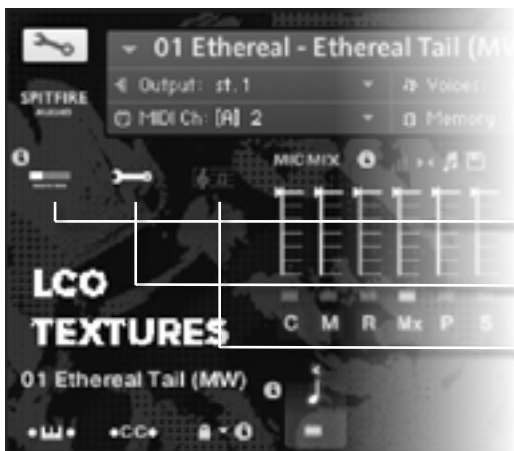 01 Ethereal - Ethereal Tail (MW
Output: st.1
Voices:
SPITFIRE
AUDIO
MIDI Ch: [A] 2
Memory:
MIC MIX
LCO
TEXTURES
C M R Mx P S
01 Ethereal Tail (MW)
CC